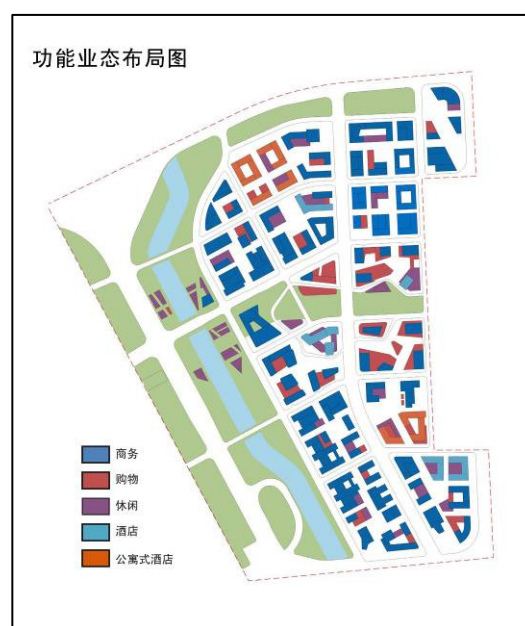 功能业态布局图
商务
购物
休闲
酒店
公寓式酒店